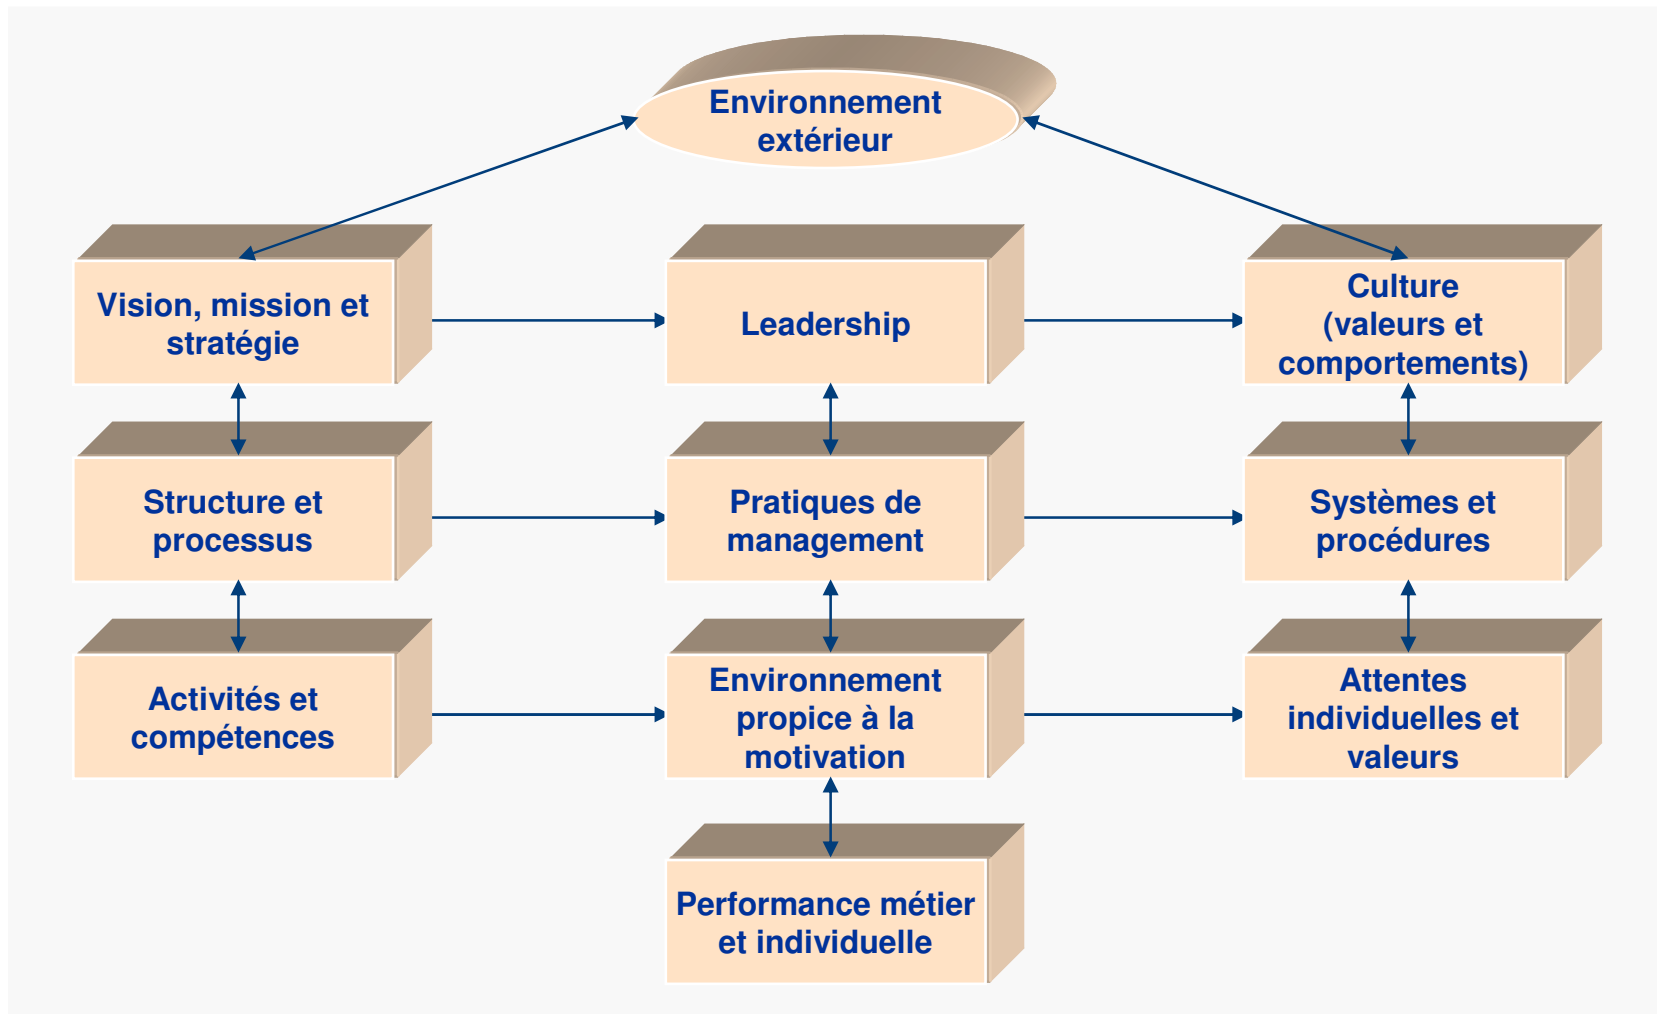 Environnement
extérieur
Vision, mission et
stratégie
Leadership
Culture
(valeurs et
comportements)
Structure et
processus
Pratiques de
management
Systèmes et
procédures
Activités et
compétences
Environnement
propice à la
motivation
Attentes
individuelles et
valeurs
Performance métier
et individuelle